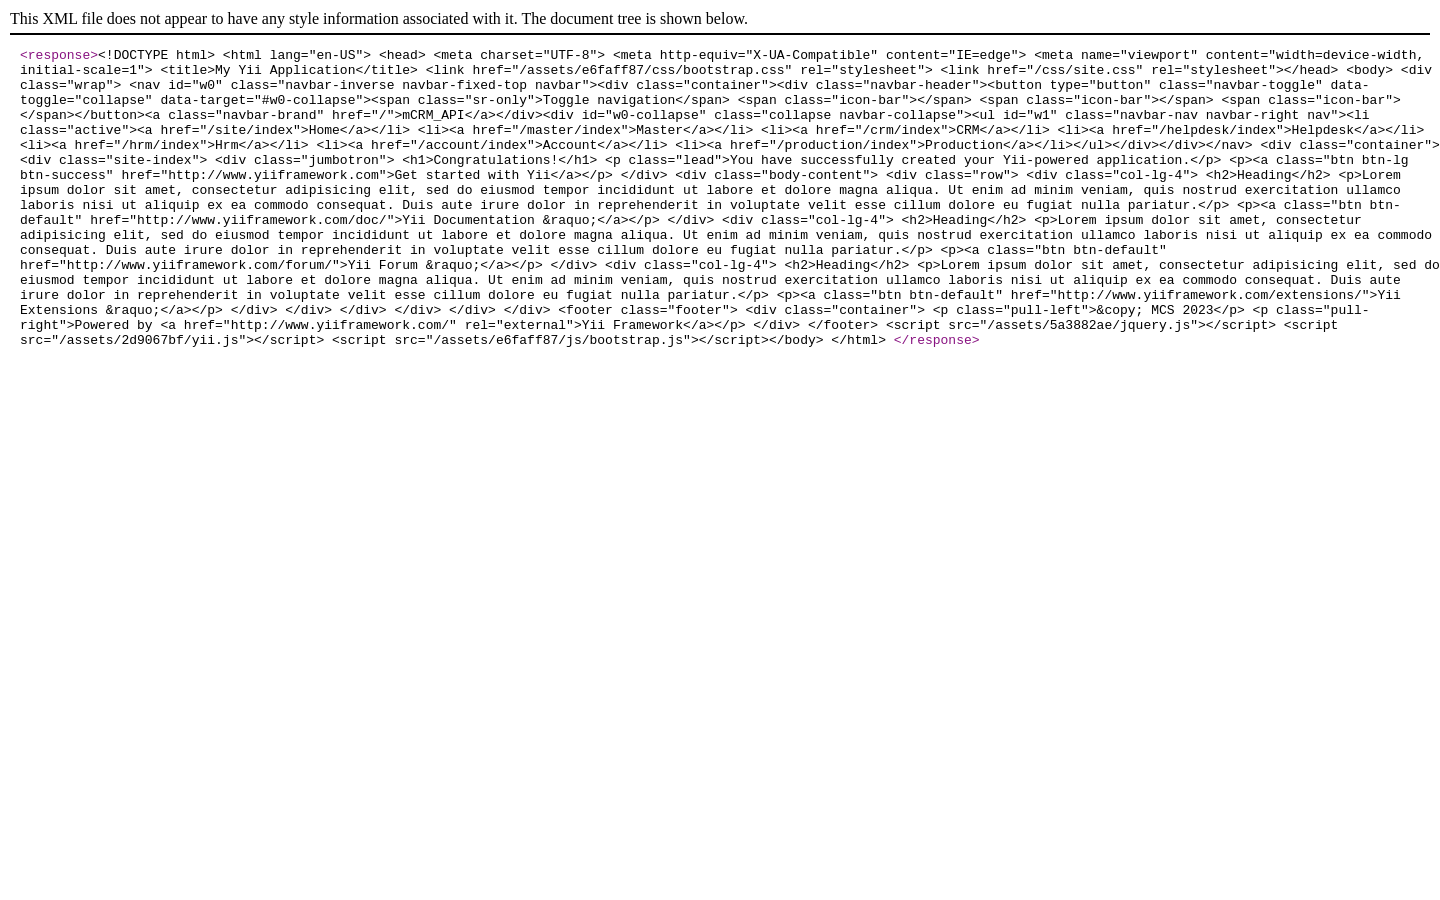 This XML file does not appear to have any style information associated with it. The document tree is shown below.
<response><!DOCTYPE html> <html lang="en-US"> <head> <meta charset="UTF-8"> <meta http-equiv="X-UA-Compatible" content="IE=edge"> <meta name="viewport" content="width=device-width,
initial-scale=1"> <title>My Yii Application</title> <link href="/assets/e6faff87/css/bootstrap.css" rel="stylesheet"> <link href="/css/site.css" rel="stylesheet"></head> <body> <div
class="wrap"> <nav id="w0" class="navbar-inverse navbar-fixed-top navbar"><div class="container"><div class="navbar-header"><button type="button" class="navbar-toggle" data-
toggle="collapse" data-target="#w0-collapse"><span class="sr-only">Toggle navigation</span> <span class="icon-bar"></span> <span class="icon-bar"></span> <span class="icon-bar">
</span></button><a class="navbar-brand" href="/">mCRM_API</a></div><div id="w0-collapse" class="collapse navbar-collapse"><ul id="w1" class="navbar-nav navbar-right nav"><li
class="active"><a href="/site/index">Home</a></li> <li><a href="/master/index">Master</a></li> <li><a href="/crm/index">CRM</a></li> <li><a href="/helpdesk/index">Helpdesk</a></li>
<li><a href="/hrm/index">Hrm</a></li> <li><a href="/account/index">Account</a></li> <li><a href="/production/index">Production</a></li></ul></div></div></nav> <div class="container">
<div class="site-index"> <div class="jumbotron"> <h1>Congratulations!</h1> <p class="lead">You have successfully created your Yii-powered application.</p> <p><a class="btn btn-lg
btn-success" href="http://www.yiiframework.com">Get started with Yii</a></p> </div> <div class="body-content"> <div class="row"> <div class="col-lg-4"> <h2>Heading</h2> <p>Lorem
ipsum dolor sit amet, consectetur adipisicing elit, sed do eiusmod tempor incididunt ut labore et dolore magna aliqua. Ut enim ad minim veniam, quis nostrud exercitation ullamco
laboris nisi ut aliquip ex ea commodo consequat. Duis aute irure dolor in reprehenderit in voluptate velit esse cillum dolore eu fugiat nulla pariatur.</p> <p><a class="btn btn-
default" href="http://www.yiiframework.com/doc/">Yii Documentation &raquo;</a></p> </div> <div class="col-lg-4"> <h2>Heading</h2> <p>Lorem ipsum dolor sit amet, consectetur
adipisicing elit, sed do eiusmod tempor incididunt ut labore et dolore magna aliqua. Ut enim ad minim veniam, quis nostrud exercitation ullamco laboris nisi ut aliquip ex ea commodo
consequat. Duis aute irure dolor in reprehenderit in voluptate velit esse cillum dolore eu fugiat nulla pariatur.</p> <p><a class="btn btn-default"
href="http://www.yiiframework.com/forum/">Yii Forum &raquo;</a></p> </div> <div class="col-lg-4"> <h2>Heading</h2> <p>Lorem ipsum dolor sit amet, consectetur adipisicing elit, sed do
eiusmod tempor incididunt ut labore et dolore magna aliqua. Ut enim ad minim veniam, quis nostrud exercitation ullamco laboris nisi ut aliquip ex ea commodo consequat. Duis aute
irure dolor in reprehenderit in voluptate velit esse cillum dolore eu fugiat nulla pariatur.</p> <p><a class="btn btn-default" href="http://www.yiiframework.com/extensions/">Yii
Extensions &raquo;</a></p> </div> </div> </div> </div> </div> </div> <footer class="footer"> <div class="container"> <p class="pull-left">&copy; MCS 2023</p> <p class="pull-
right">Powered by <a href="http://www.yiiframework.com/" rel="external">Yii Framework</a></p> </div> </footer> <script src="/assets/5a3882ae/jquery.js"></script> <script
src="/assets/2d9067bf/yii.js"></script> <script src="/assets/e6faff87/js/bootstrap.js"></script></body> </html> </response>